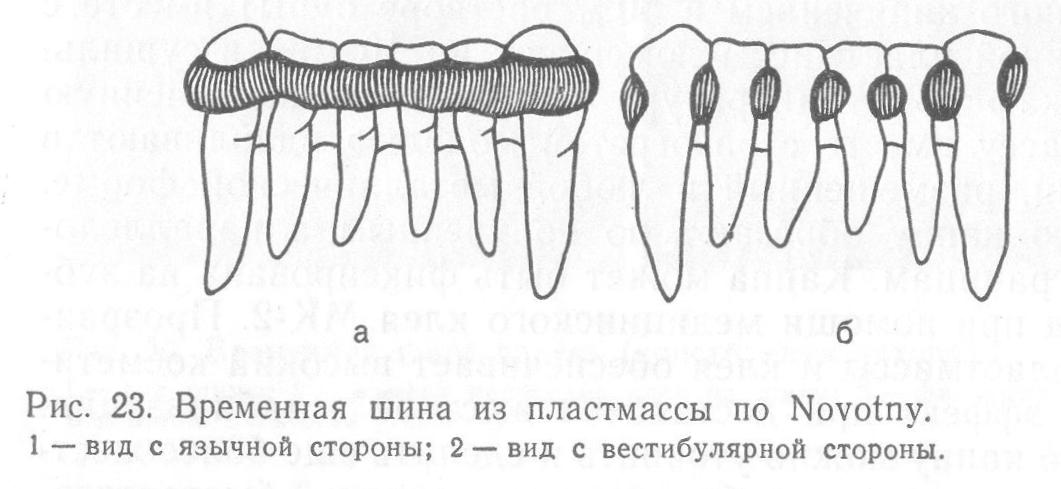 а
б
Рис. 23. Временная шина из пластмассы по Novotny.
1 — вид с язычной стороны; 2 — вид с вестибулярной стороны.